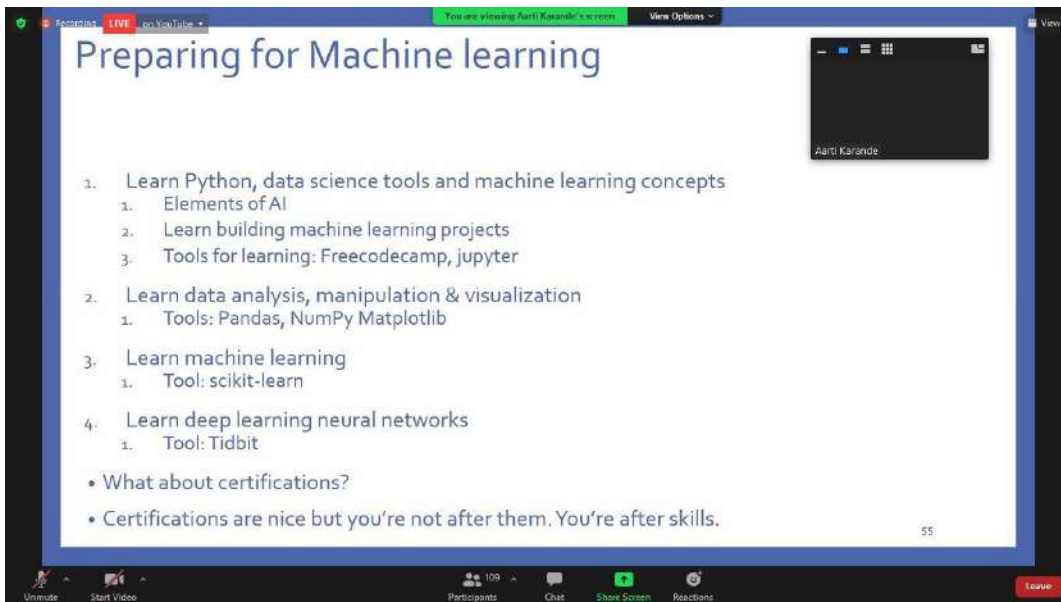 Recording LIVE on YouTube
You are viewing Aarti Karande's screen View Options
View
Preparing for Machine learning
Aarti Karande
1. Learn Python, data science tools and machine learning concepts
1. Elements of AI
2. Learn building machine learning projects
3. Tools for learning: Freecodecamp, jupyter
2. Learn data analysis, manipulation & visualization
1. Tools: Pandas, NumPy Matplotlib
3. Learn machine learning
1. Tool: scikit-learn
4. Learn deep learning neural networks
1. Tool: Tidbit
• What about certifications?
• Certifications are nice but you're not after them. You're after skills.
55
109
Unmute Start Video Participants Chat Share Screen Reactions Leave